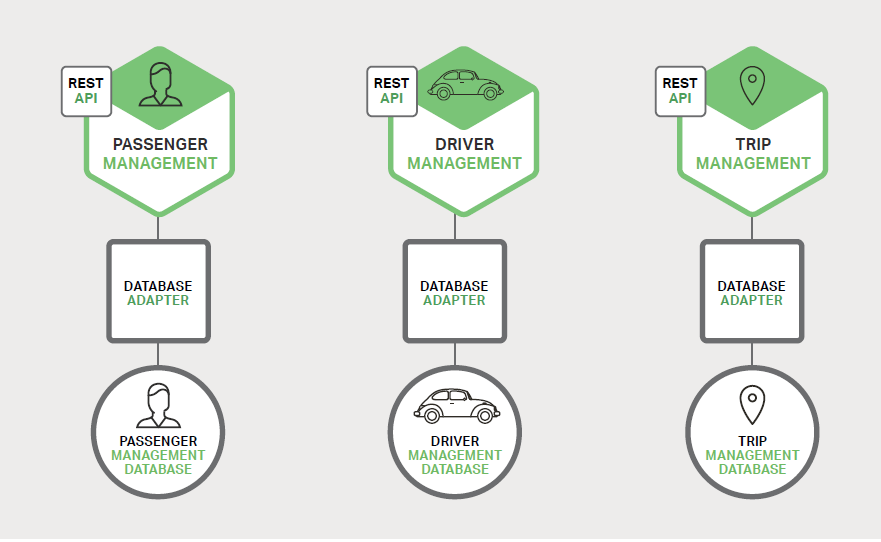 REST
API
PASSENGER
MANAGEMENT
DATABASE
ADAPTER
PASSENGER
MANAGEMENT
DATABASE
REST
API
DRIVER
MANAGEMENT
DATABASE
ADAPTER
DRIVER
MANAGEMENT
DATABASE
REST
API
TRIP
MANAGEMENT
DATABASE
ADAPTER
TRIP
MANAGEMENT
DATABASE